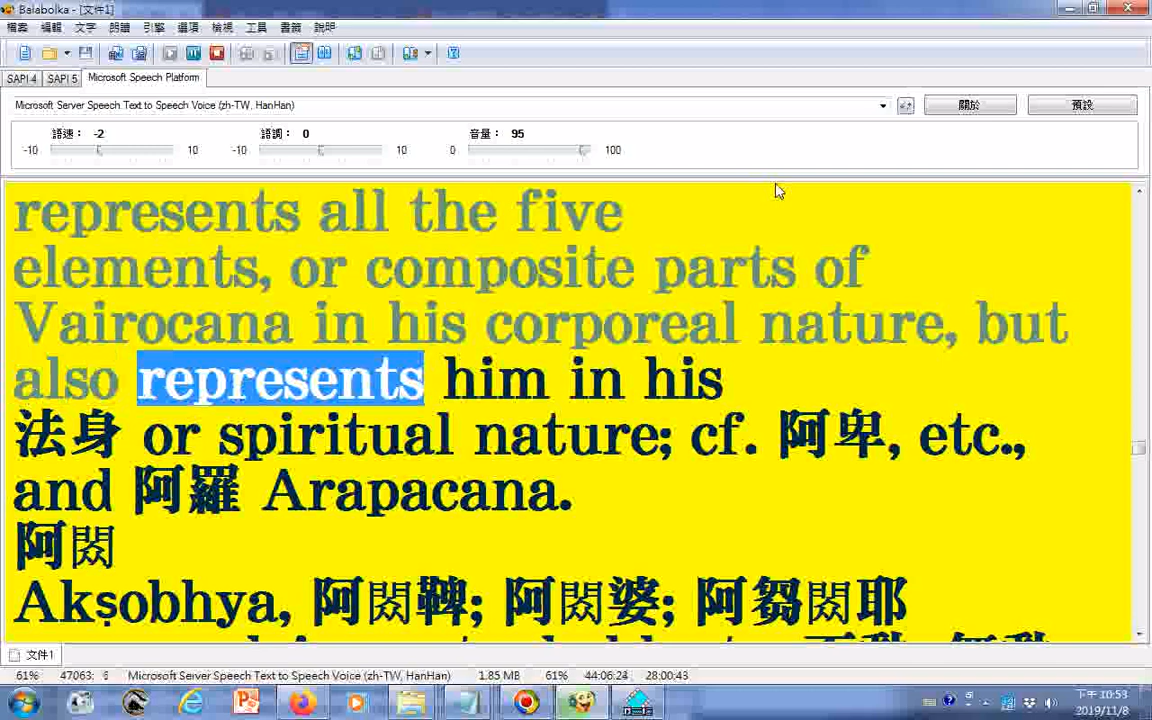 Balabolka - [文件1]
檔案 編輯 文字 朗讀 引擎 選項 檢視 工具 書籤 說明
SAPI 4 SAPI 5 Microsoft Speech Platform
Microsoft Server Speech Text to Speech Voice (zh-TW, HanHan) 關於 預設
語速： -2 語調： 0 音量： 95
-10 10 -10 10 0 100
represents all the five
elements, or composite parts of
Vairocana in his corporeal nature, but
also represents him in his
法身 or spiritual nature; cf. 阿卑, etc.,
and 阿羅 Arapacana.
阿閦
Akṣobhya, 阿閦鞞; 阿閦婆; 阿芻閦耶
文件1
61% 47063: 6 Microsoft Server Speech Text to Speech Voice (zh-TW, HanHan) 1.85 MB 61% 44:06:24 28:00:43
下午 10:53
2019/11/8